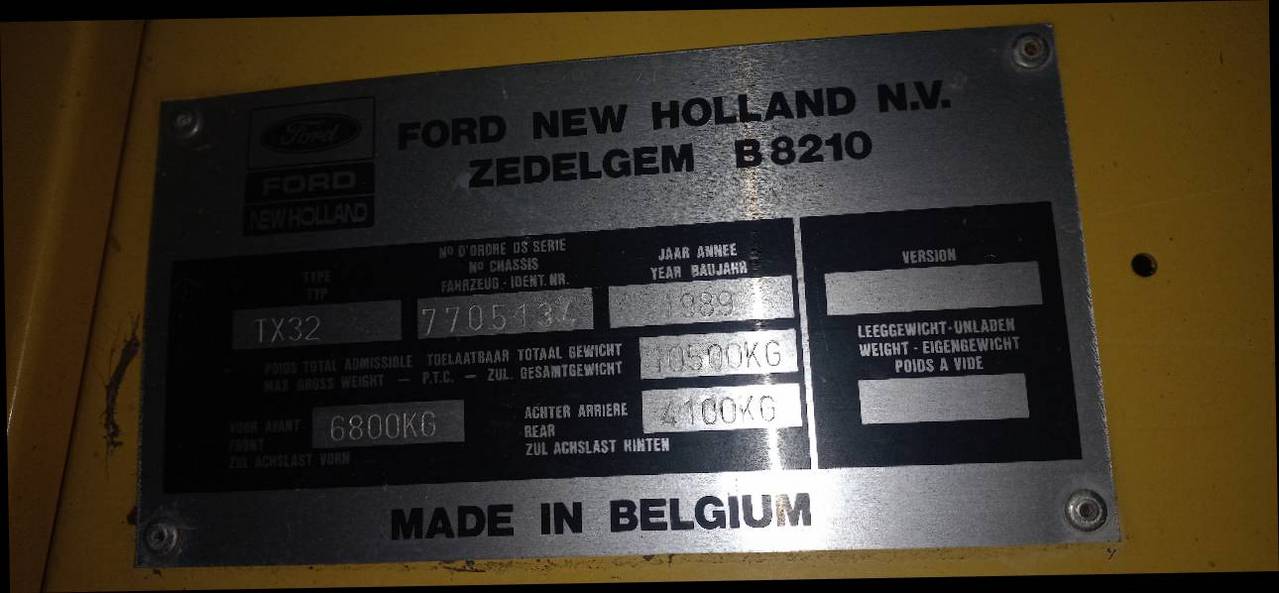 Ford
FORD
NEW HOLLAND
FORD NEW HOLLAND N.V.
ZEDELGEM B8210
TYPE
TYP
TX32
Nº D'ORDRE DS SERIE
Nº CHASSIS
FAHRZEUG.-IDENT.NR.
7705134
JAAR ANNEE
YEAR BAUJAHR
1989
POIDS TOTAL ADMISSIBLE TOELAATBAAR TOTAAL GEWICHT
MAX GROSS WEIGHT - P.T.C. - ZUL. GESAMTGEWICHT
10500KG
VOOR AVANT
FRONT
ZUL ACHSLAST VORN
6800KG
ACHTER ARRIERE
REAR
ZUL ACHSLAST HINTEN
4100KG
VERSION
LEEGGEWICHT-UNLADEN
WEIGHT - EIGENGEWICHT
POIDS A VIDE
MADE IN BELGIUM